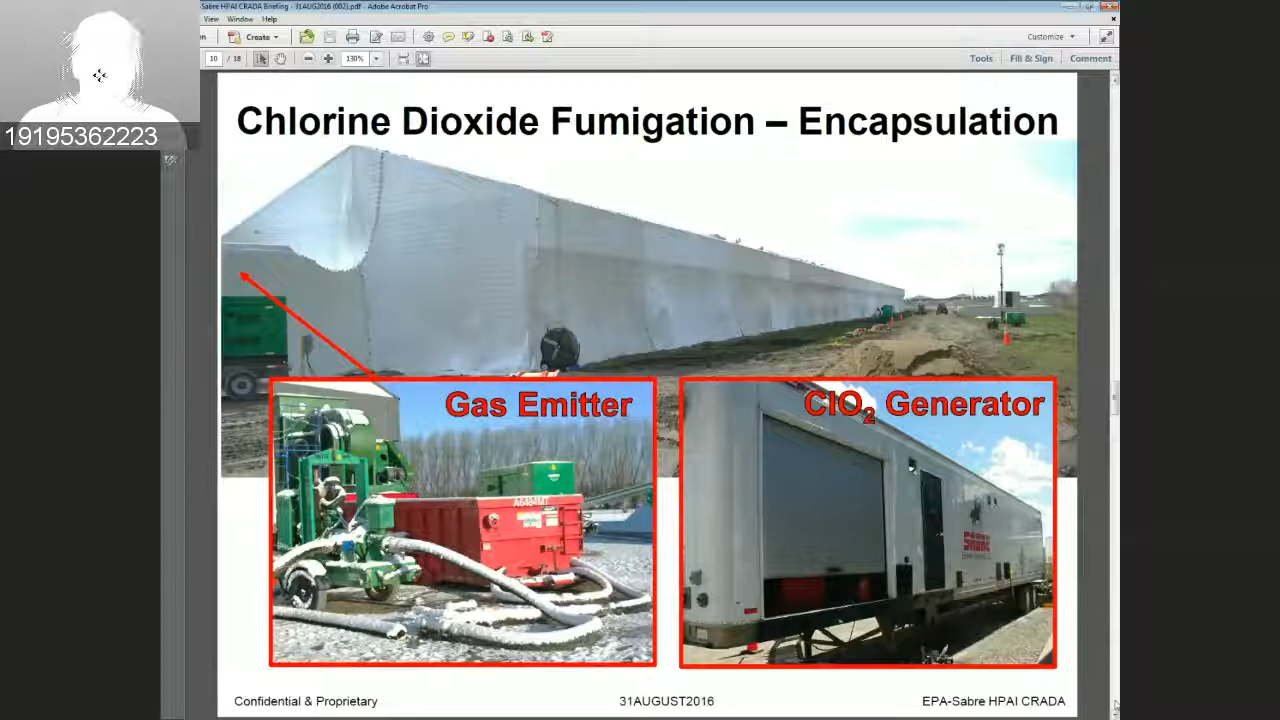 -Sabre HPAI CRADA Briefing - 31AUG2016 (002).pdf - Adobe Acrobat Pro
View Window Help
Create
Customize
10 / 18
130%
Tools Fill & Sign Comment
19195362223
Chlorine Dioxide Fumigation – Encapsulation
Gas Emitter
ClO2 Generator
A6484MT
SABRE
Confidential & Proprietary
31AUGUST2016
EPA-Sabre HPAI CRADA